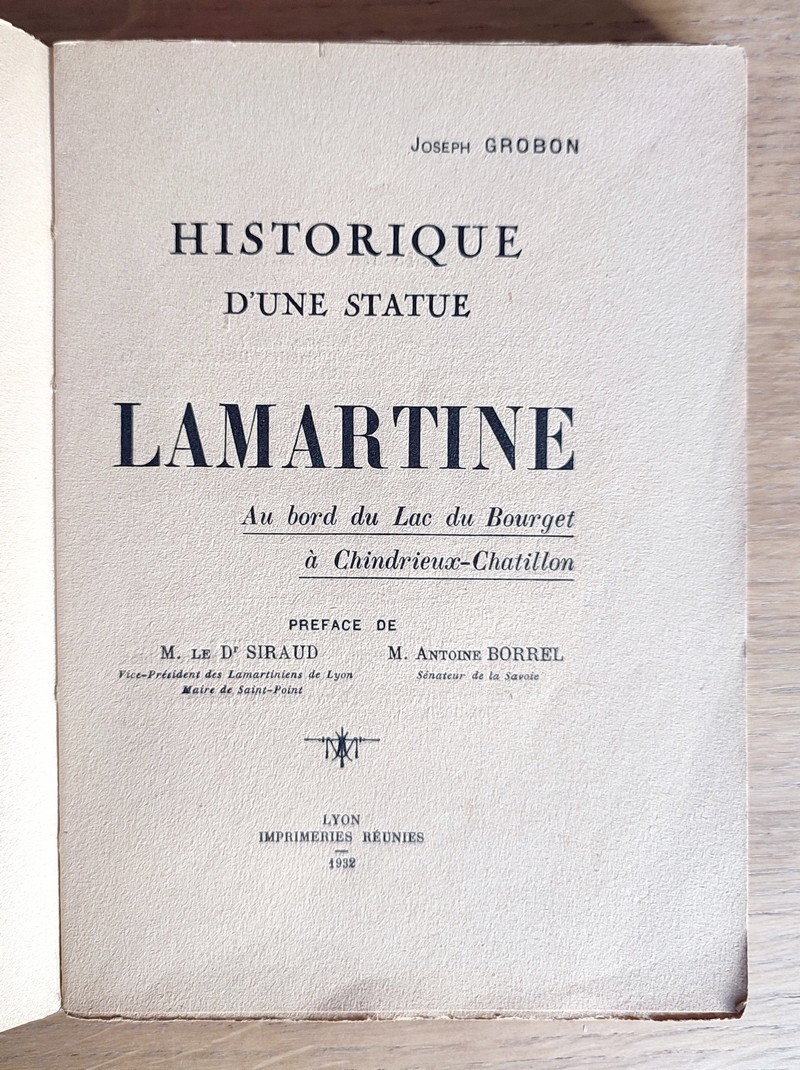 Joseph GROBON
HISTORIQUE
D'UNE STATUE
LAMARTINE
Au bord du Lac du Bourget
à Chindrieux-Chatillon
PREFACE DE
M. LE Dr SIRAUD
Vice-Président des Lamartiniens de Lyon
Maire de Saint-Point
M. Antoine BORREL
Sénateur de la Savoie
LYON
IMPRIMERIES RÉUNIES
1932